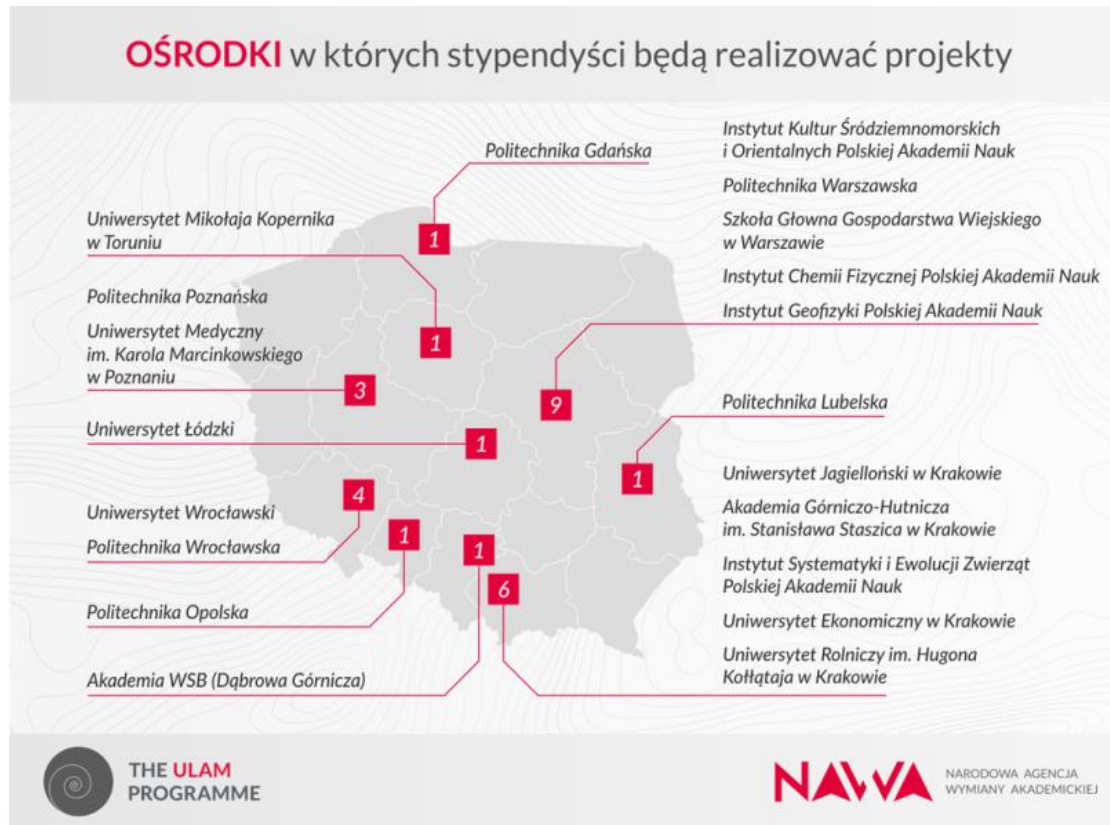 OŚRODKI w których stypendyści będą realizować projekty
Politechnika Gdańska
Uniwersytet Mikołaja Kopernika
w Toruniu
Politechnika Poznańska
Uniwersytet Medyczny
im. Karola Marcinkowskiego
w Poznaniu
Uniwersytet Łódzki
Uniwersytet Wrocławski
Politechnika Wrocławska
Politechnika Opolska
Akademia WSB (Dąbrowa Górnicza)
1
1
3
9
1
1
4
1
1
6
Instytut Kultur Śródziemnomorskich
i Orientalnych Polskiej Akademii Nauk
Politechnika Warszawska
Szkoła Głowna Gospodarstwa Wiejskiego
w Warszawie
Instytut Chemii Fizycznej Polskiej Akademii Nauk
Instytut Geofizyki Polskiej Akademii Nauk
Politechnika Lubelska
Uniwersytet Jagielloński w Krakowie
Akademia Górniczo-Hutnicza
im. Stanisława Staszica w Krakowie
Instytut Systematyki i Ewolucji Zwierząt
Polskiej Akademii Nauk
Uniwersytet Ekonomiczny w Krakowie
Uniwersytet Rolniczy im. Hugona
Kołłątaja w Krakowie
THE ULAM
PROGRAMME
NAWA
NARODOWA AGENCJA
WYMIANY AKADEMICKIEJ